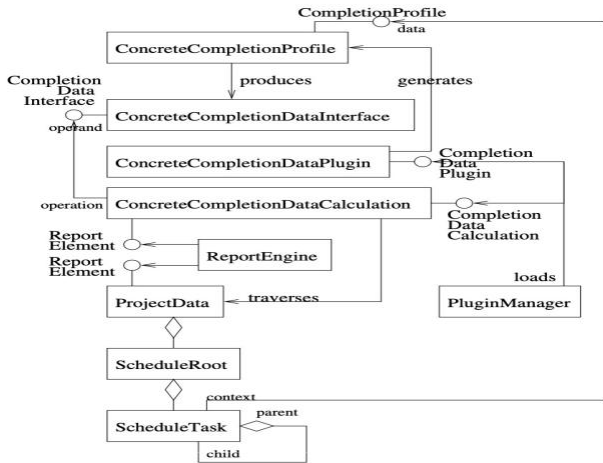 CompletionProfile
data
ConcreteCompletionProfile
produces
generates
Completion
Data
Interface
operand
ConcreteCompletionDataInterface
ConcreteCompletionDataPlugin
Completion
Data
Plugin
operation
ConcreteCompletionDataCalculation
Completion
Data
Calculation
Report
Element
Report
Element
ReportEngine
loads
ProjectData
traverses
PluginManager
ScheduleRoot
context
parent
ScheduleTask
child